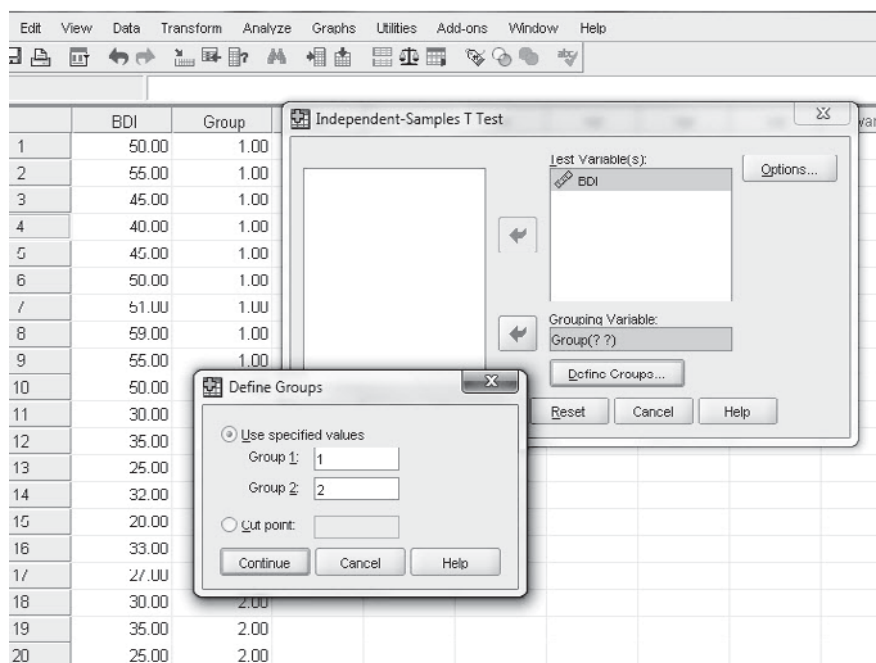 Edit View Data Transform Analyze Graphs Utilities Add-ons Window Help
BDI Group
1 50.00 1.00
2 55.00 1.00
3 45.00 1.00
4 40.00 1.00
5 45.00 1.00
6 50.00 1.00
7 51.00 1.00
8 59.00 1.00
9 55.00 1.00
10 50.00
11 30.00
12 35.00
13 25.00
14 32.00
15 20.00
16 33.00
17 27.00
18 30.00 2.00
19 35.00 2.00
20 25.00 2.00
Independent-Samples T Test
Test Variable(s):
BDI
Options...
Grouping Variable:
Group(? ?)
Define Groups...
Reset Cancel Help
Define Groups
Use specified values
Group 1: 1
Group 2: 2
Cut point:
Continue Cancel Help